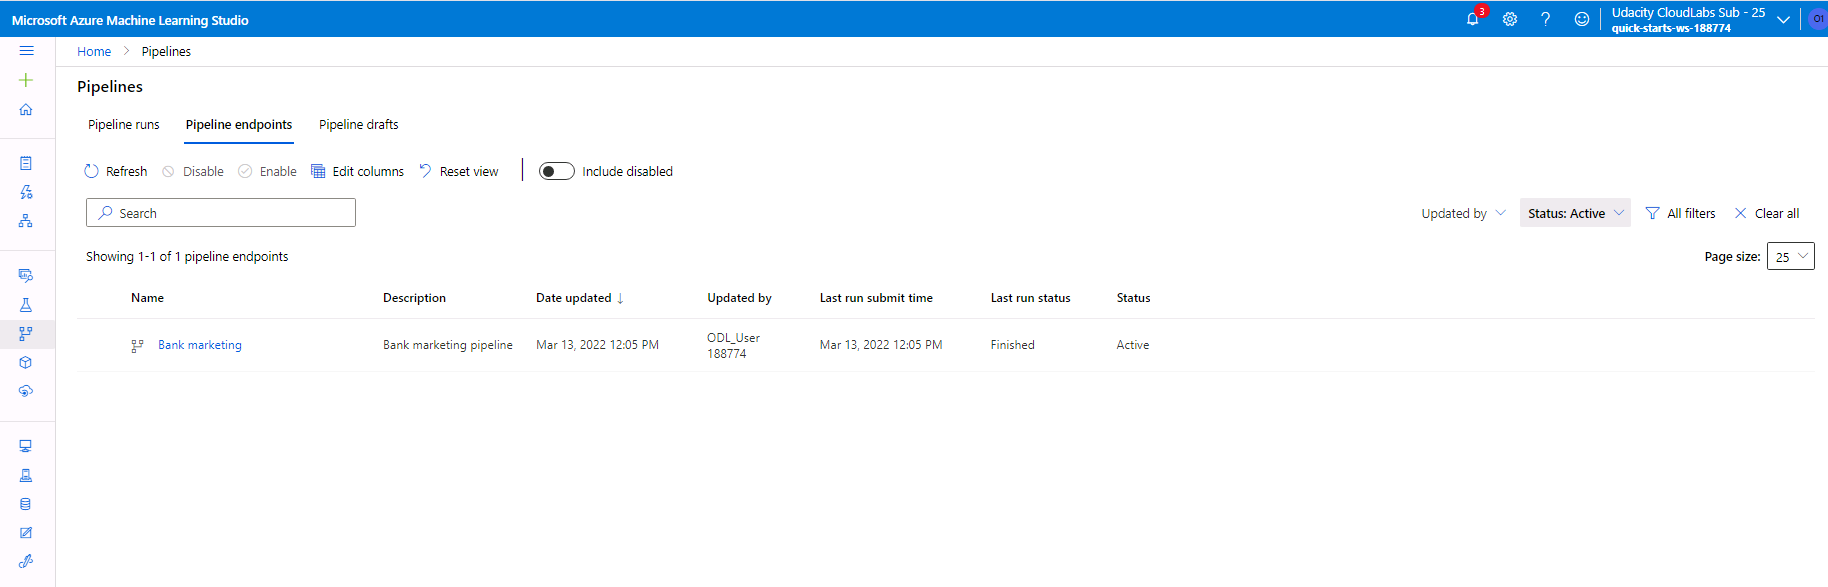 Microsoft Azure Machine Learning Studio
3
?
Udacity CloudLabs Sub - 25
quick-starts-ws-188774
O1
Home > Pipelines
Pipelines
Pipeline runs Pipeline endpoints Pipeline drafts
Refresh Disable Enable Edit columns Reset view Include disabled
Search
Updated by Status: Active All filters Clear all
Showing 1-1 of 1 pipeline endpoints
Page size: 25
Name Description Date updated ↓ Updated by Last run submit time Last run status Status
Bank marketing Bank marketing pipeline Mar 13, 2022 12:05 PM ODL_User 188774 Mar 13, 2022 12:05 PM Finished Active